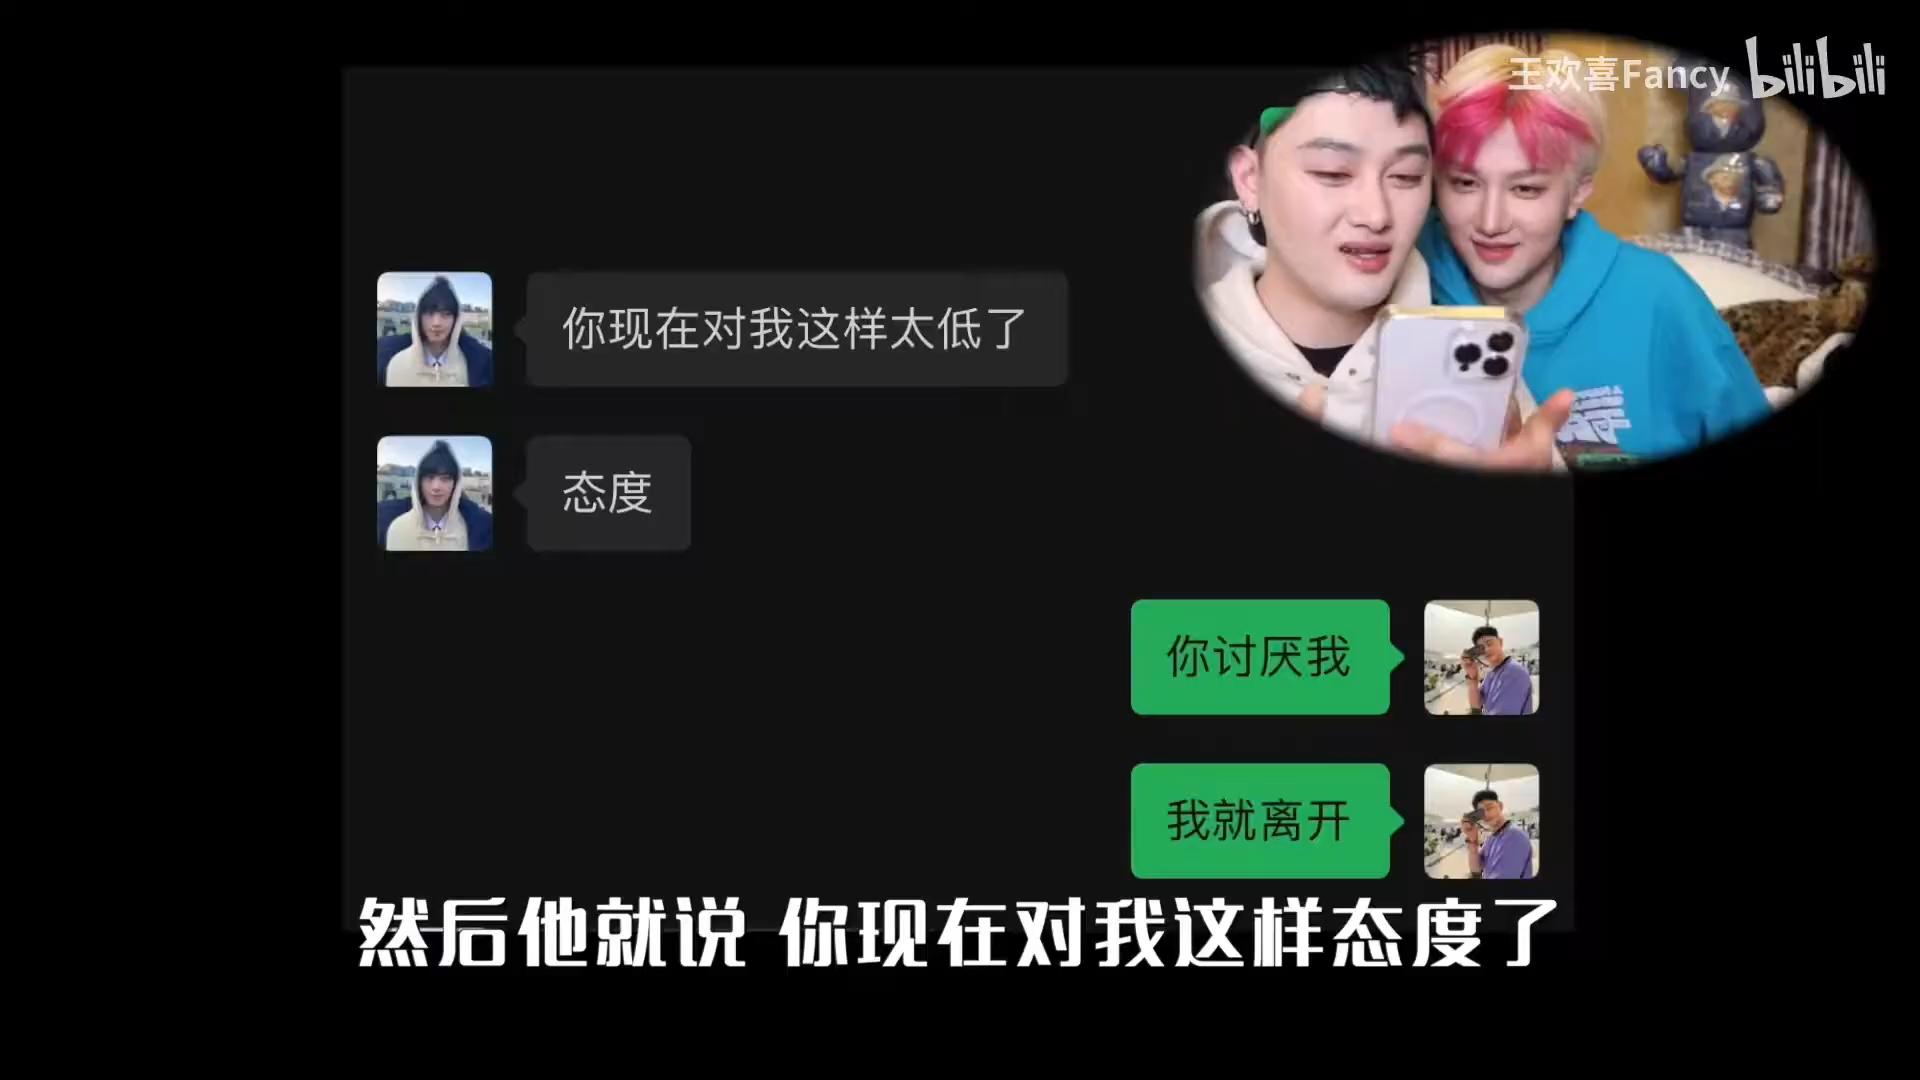 王欢喜Fancy bilibili
你现在对我这样太低了
态度
你讨厌我
我就离开
然后他就说 你现在对我这样态度了